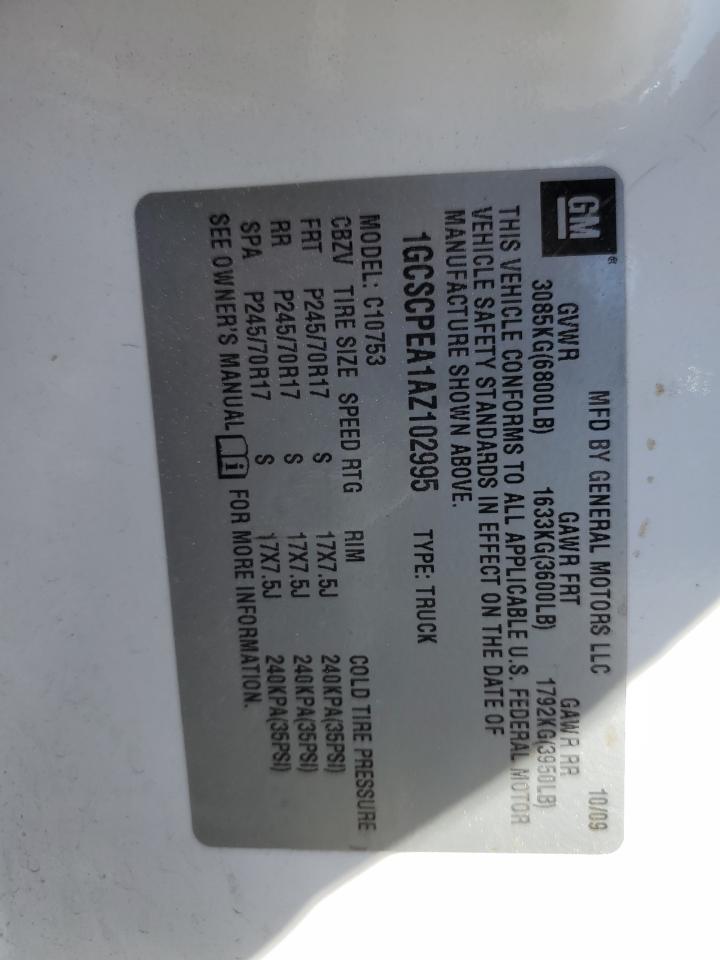 GM ® MFD BY GENERAL MOTORS LLC 10/09
GVWR GAWR FRT GAWR RR
3085KG(6800LB) 1633KG(3600LB) 1792KG(3950LB)
THIS VEHICLE CONFORMS TO ALL APPLICABLE U.S. FEDERAL MOTOR
VEHICLE SAFETY STANDARDS IN EFFECT ON THE DATE OF
MANUFACTURE SHOWN ABOVE.
1GCSCPEA1AZ102995 TYPE: TRUCK
MODEL: C10753
CBZV TIRE SIZE SPEED RTG RIM COLD TIRE PRESSURE
FRT P245/70R17 S 17X7.5J 240KPA(35PSI)
RR P245/70R17 S 17X7.5J 240KPA(35PSI)
SPA P245/70R17 S 17X7.5J 240KPA(35PSI)
SEE OWNER'S MANUAL FOR MORE INFORMATION.